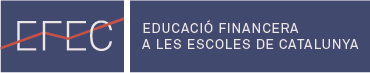 EFEC
EDUCACIÓ FINANCERA
A LES ESCOLES DE CATALUNYA